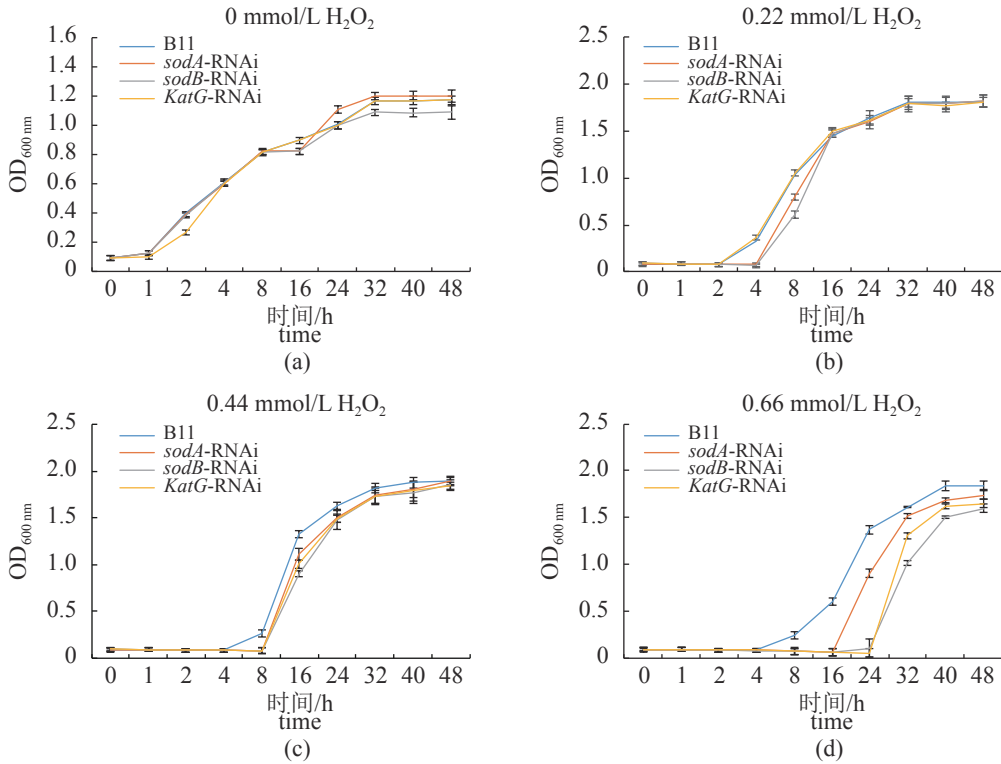 0 mmol/L H₂O₂
1.6
1.4
1.2
1.0
0.8
0.6
0.4
0.2
0
OD₆₀₀ ₙₘ
B11
sodA-RNAi
sodB-RNAi
KatG-RNAi
0 1 2 4 8 16 24 32 40 48
时间/h
time
(a)
0.22 mmol/L H₂O₂
2.5
2.0
1.5
1.0
0.5
0
OD₆₀₀ ₙₘ
B11
sodA-RNAi
sodB-RNAi
KatG-RNAi
0 1 2 4 8 16 24 32 40 48
时间/h
time
(b)
0.44 mmol/L H₂O₂
2.5
2.0
1.5
1.0
0.5
0
OD₆₀₀ ₙₘ
B11
sodA-RNAi
sodB-RNAi
KatG-RNAi
0 1 2 4 8 16 24 32 40 48
时间/h
time
(c)
0.66 mmol/L H₂O₂
2.5
2.0
1.5
1.0
0.5
0
OD₆₀₀ ₙₘ
B11
sodA-RNAi
sodB-RNAi
KatG-RNAi
0 1 2 4 8 16 24 32 40 48
时间/h
time
(d)